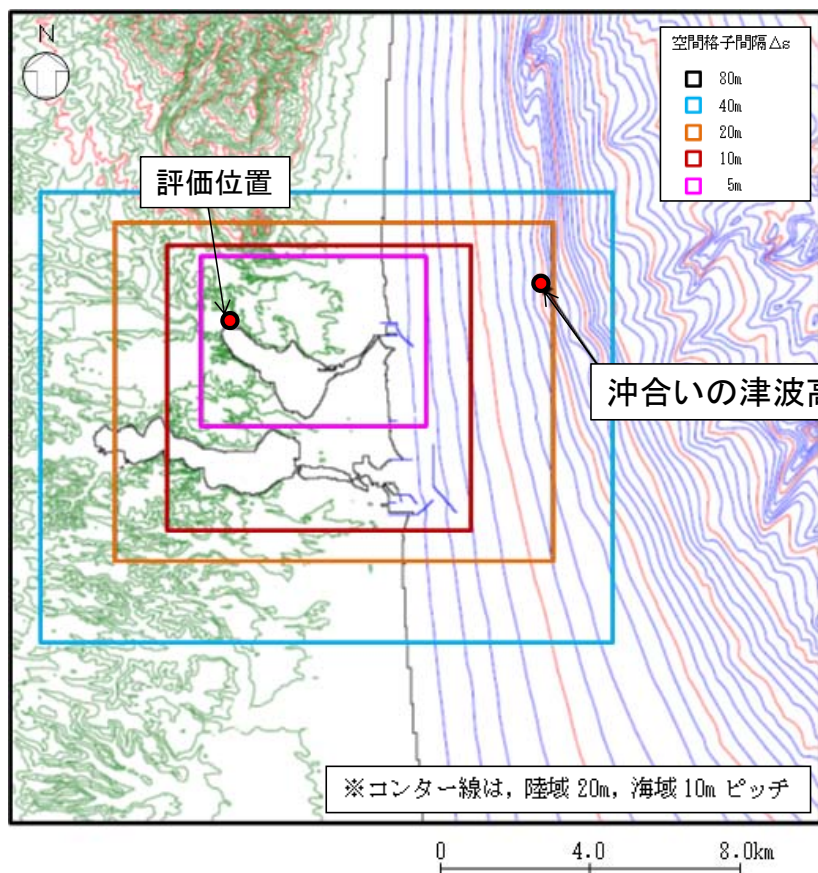 N
空間格子間隔Δs
80m
40m
20m
10m
5m
評価位置
沖合いの津波高
※コンター線は，陸域 20m，海域 10m ピッチ
0 4.0 8.0km